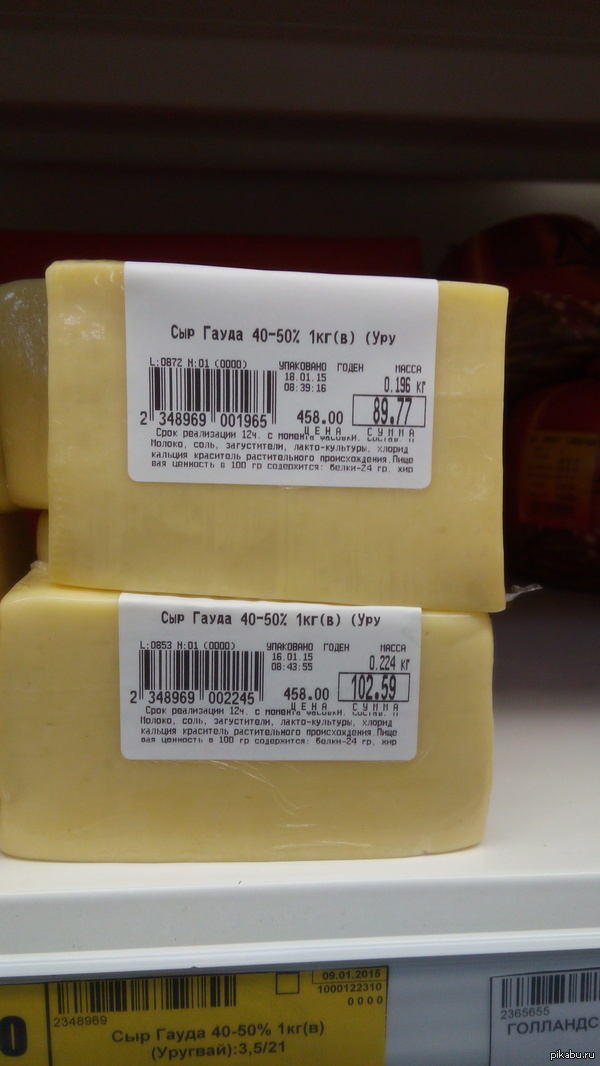 Сыр Гауда 40-50% 1кг(в) (Уру
L:0872 М:01 (0000) УПАКОВАНО ГОДЕН МАССА
18.01.15 0.196 кг
08:39:16
2 348969 001965 458.00 89.77
ЦЕНА СУММА
Срок реализации 12ч. с момента фасовки. Состав: П
Молоко, соль, загустители, лакто-культуры, хлорид
кальция краситель растительного происхождения.Пище
вая ценность в 100 гр содержится: белки-24 гр, жир
Сыр Гауда 40-50% 1кг(в) (Уру
L:0853 М:01 (0000) УПАКОВАНО ГОДЕН МАССА
16.01.15 0.224 кг
08:43:55
2 348969 002245 458.00 102.59
ЦЕНА СУММА
Срок реализации 12ч. с момента фасовки. Состав: П
Молоко, соль, загустители, лакто-культуры, хлорид
кальция краситель растительного происхождения.Пище
вая ценность в 100 гр содержится: белки-24 гр, жир
09.01.2015
1000122310
0 0 0 0
2348969
0
Сыр Гауда 40-50% 1кг(в)
(Уругвай):3,5/21
2365655
ГОЛЛАНДС
pikabu.ru